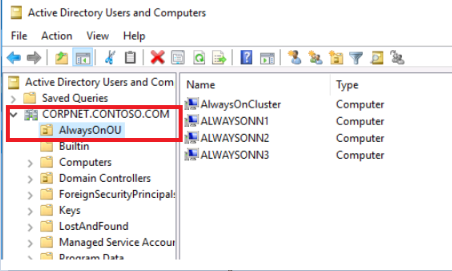 Active Directory Users and Computers
File Action View Help
Active Directory Users and Com
Saved Queries
CORPNET.CONTOSO.COM
AlwaysOnOU
Builtin
Computers
Domain Controllers
ForeignSecurityPrincipals
Keys
LostAndFound
Managed Service Accour
Program Data
Name Type
AlwaysOnCluster Computer
ALWAYSONN1 Computer
ALWAYSONN2 Computer
ALWAYSONN3 Computer